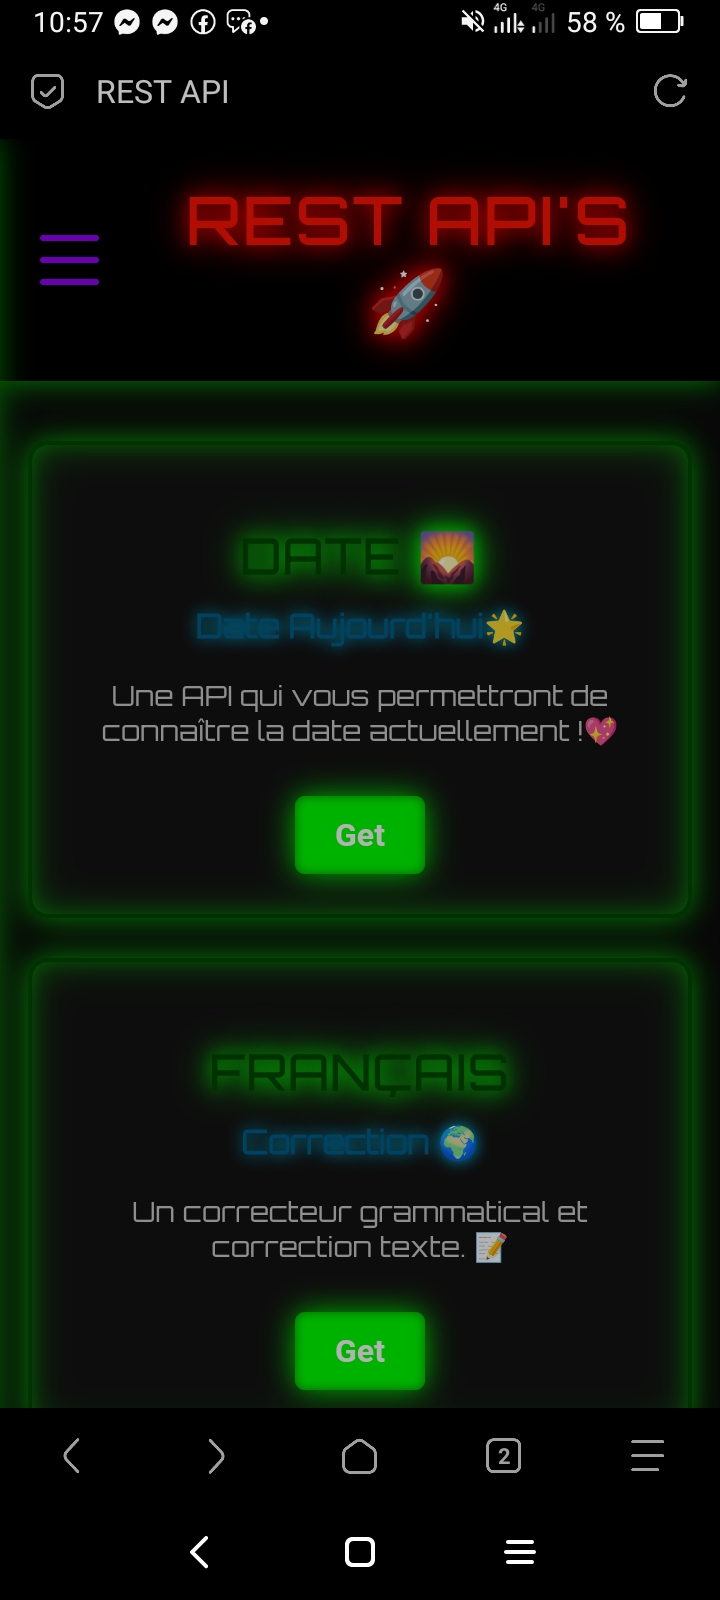 10:57
4G 4G 58 %
REST API
REST API'S
🚀
DATE 🌄
Date Aujourd'hui🌟
Une API qui vous permettront de
connaître la date actuellement !💖
Get
FRANÇAIS
Correction 🌍
Un correcteur grammatical et
correction texte. 📝
Get
2